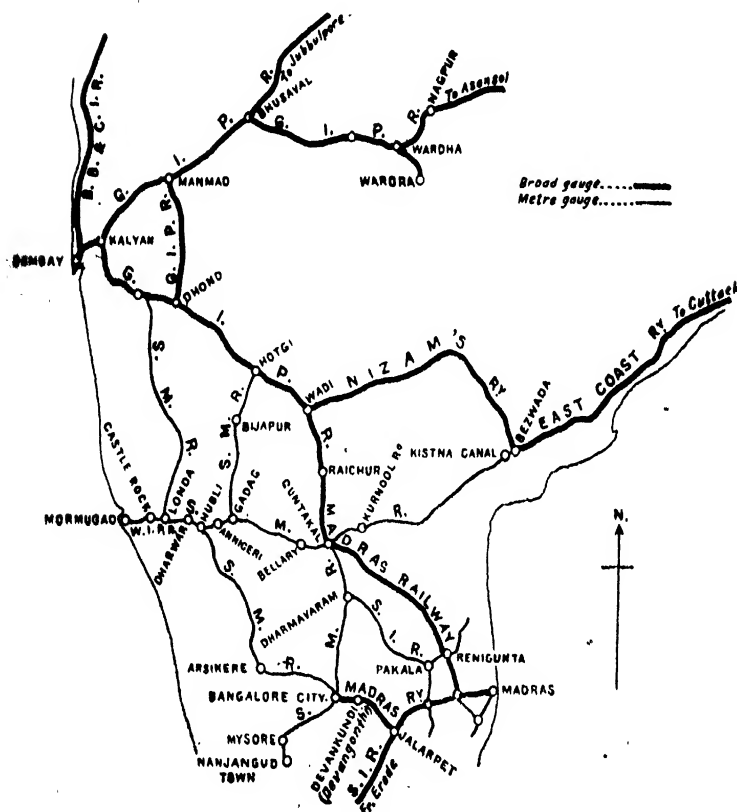 To Jubbulpore.
B. B. & C. I. R.
G. I. P. R.
BHUSAVAL
G. I. P. R.
NAGPUR
To Asansol
WARDHA
WARORA
MANMAD
Broad gauge
Metre gauge
KALYAN
BOMBAY
G. I. P. R.
DHOND
G. I. P. R.
HOTGI
WADI
NIZAM'S RY.
BEZWADA
EAST COAST RY.
To Cuttack
S. M. R.
S. M. R.
BIJAPUR
RAICHUR
KISTNA CANAL
KURNOOL Rd
CASTLE ROCK
LONDA
DHARWAR
HUBLI
ANNIGERI
GADAG
GUNTAKAL
MORMUGAO
W. I. P. R.
S. M. R.
BELLARY
MADRAS RAILWAY
N.
S. M. R.
DHARMAVARAM
S. I. R.
PAKALA
RENIGUNTA
ARSIKERE
BANGALORE CITY.
MADRAS RY
MADRAS
S.
MYSORE
NANJANGUD
TOWN
DEVANKUNDI
(Davangonthi)
JALARPET
S. I. R.
Fr. Erode